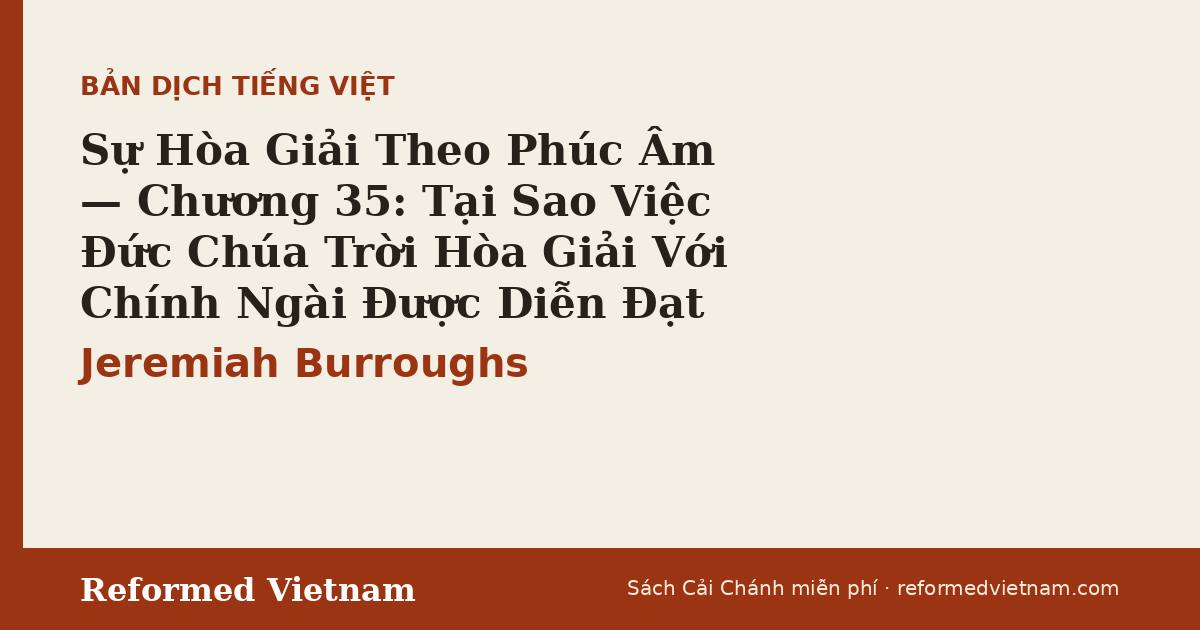 BẢN DỊCH TIẾNG VIỆT
Sự Hòa Giải Theo Phúc Âm
— Chương 35: Tại Sao Việc
Đức Chúa Trời Hòa Giải Với
Chính Ngài Được Diễn Đạt
Jeremiah Burroughs
Reformed Vietnam
Sách Cải Chánh miễn phí · reformedvietnam.com